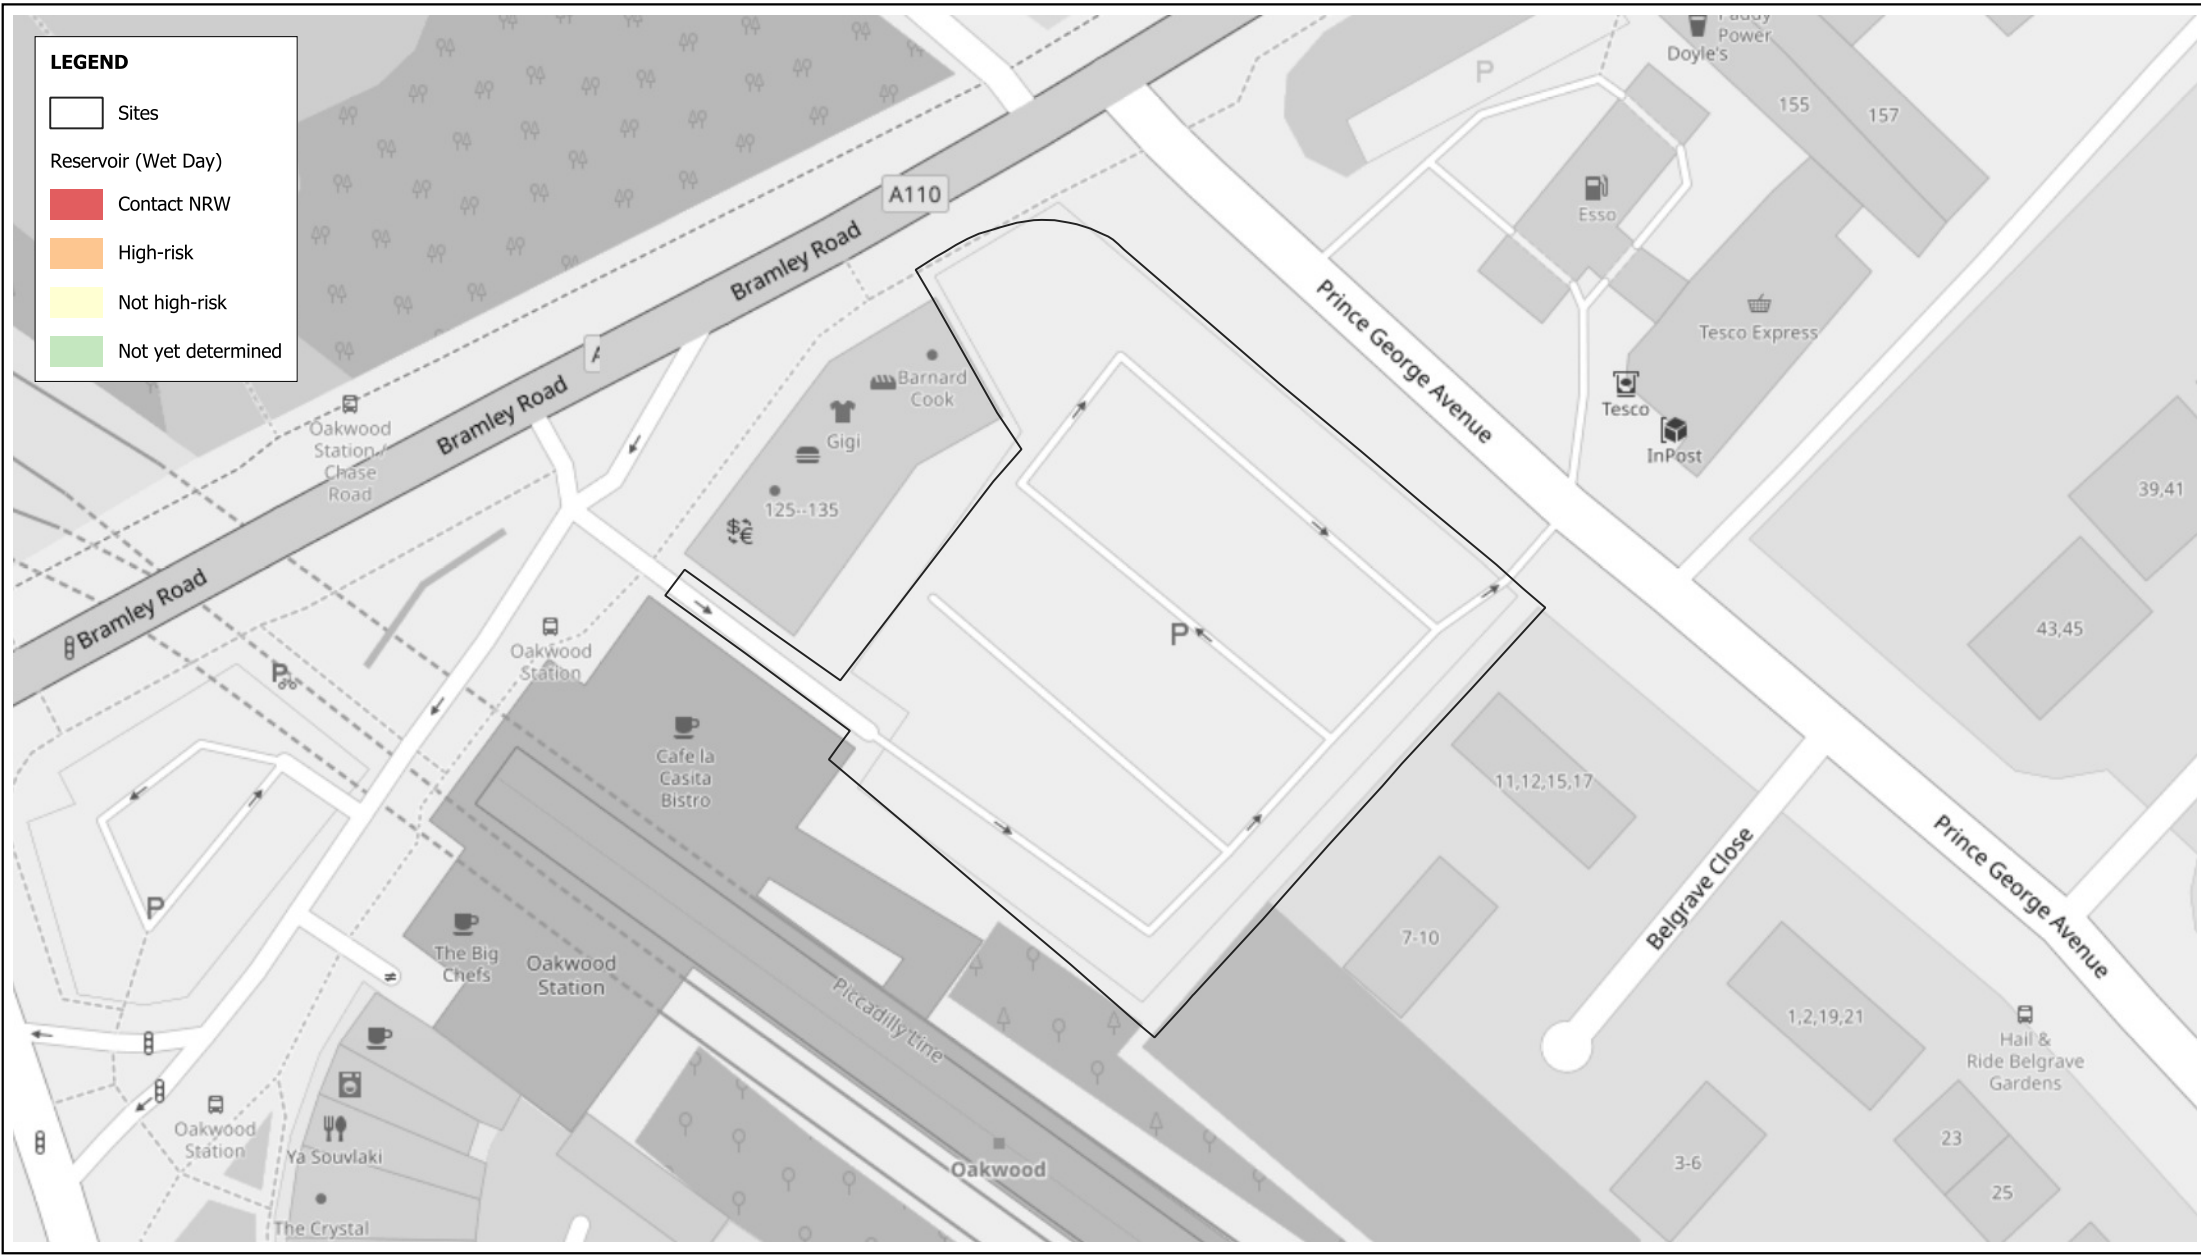 LEGEND
Sites
Reservoir (Wet Day)
Contact NRW
High-risk
Not high-risk
Not yet determined
Paddy
Power
Doyle's
155
157
P
A110
Esso
Bramley Road
Prince George Avenue
Tesco Express
Tesco
InPost
39,41
43,45
Barnard
Cook
Gigi
125--135
$ €
Bramley Road
Oakwood
Station /
Chase
Road
Bramley Road
P
Oakwood
Station
P
Cafe la
Casita
Bistro
11,12,15,17
Belgrave Close
Prince George Avenue
P
7-10
The Big
Chefs
Oakwood
Station
Piccadilly Line
1,2,19,21
Hail &
Ride Belgrave
Gardens
Oakwood
Station
Ya Souvlaki
Oakwood
3-6
23
25
The Crystal